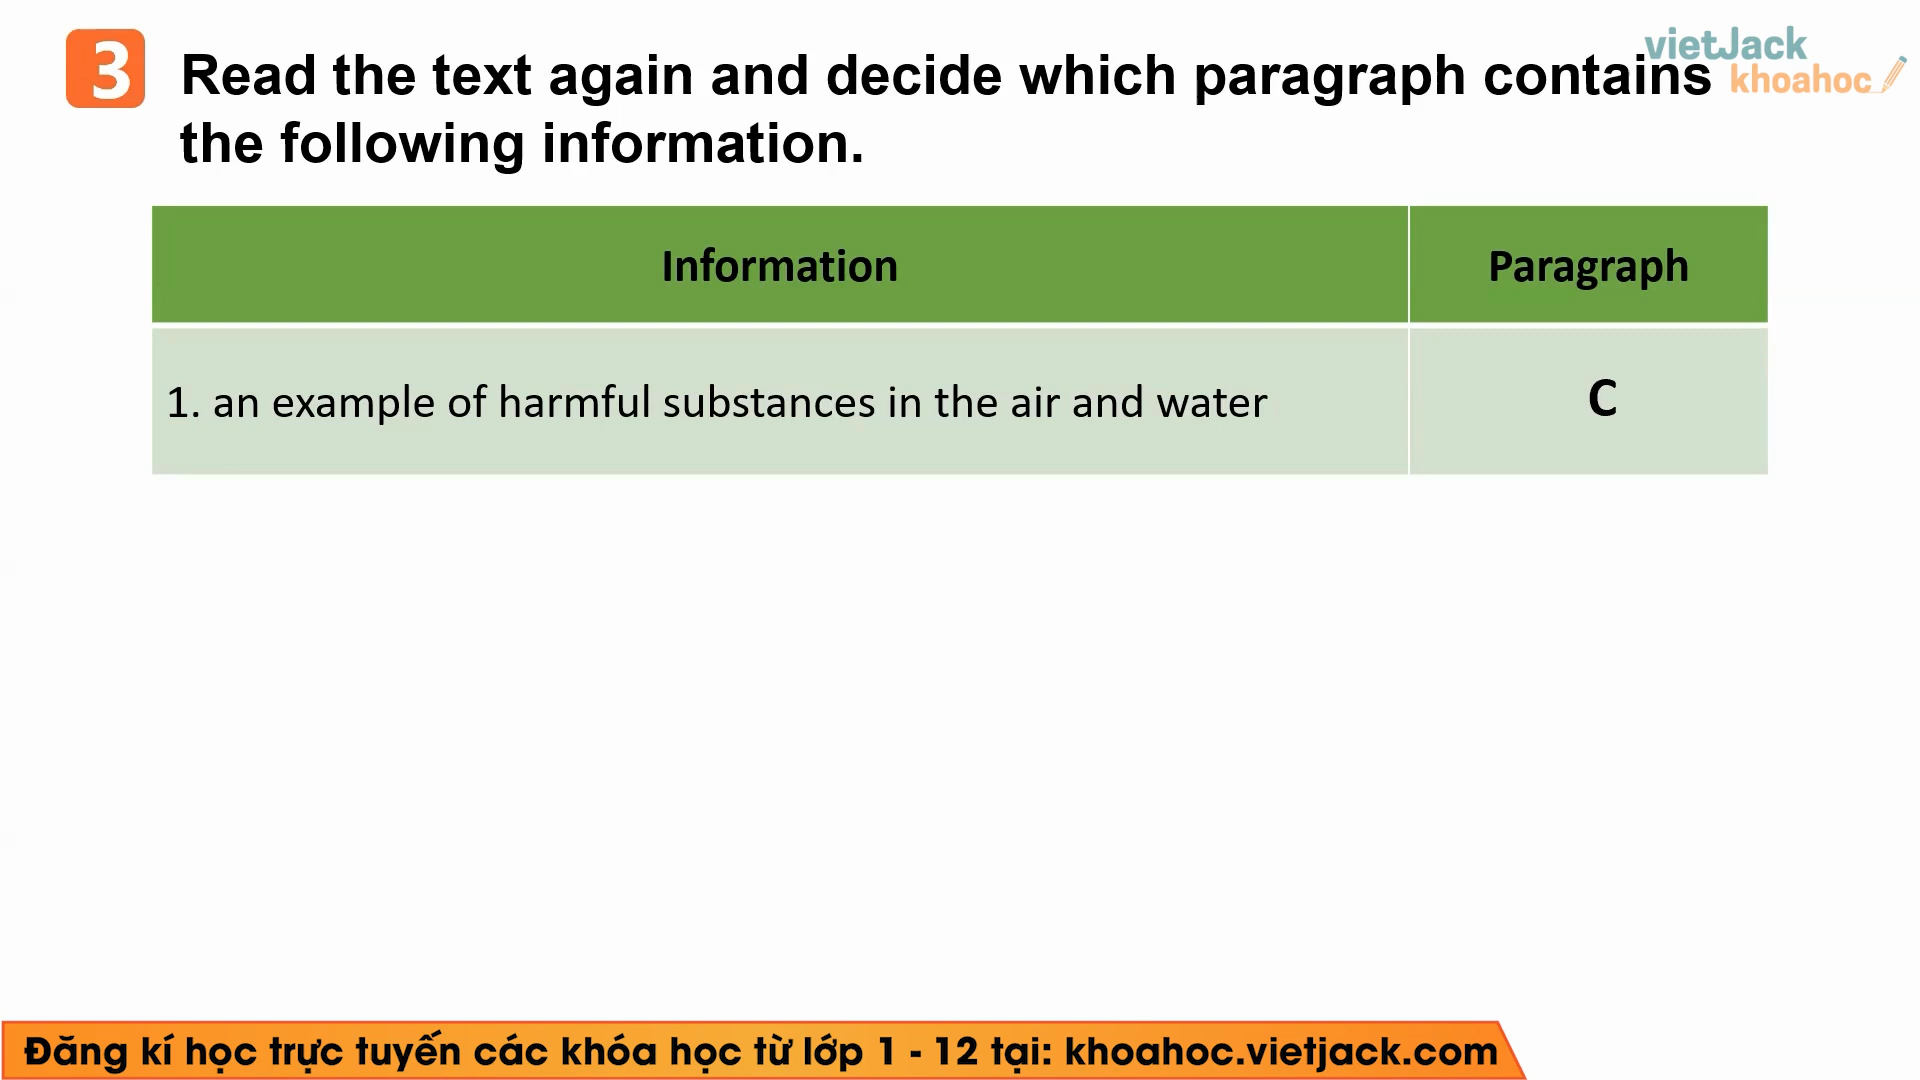 3
Read the text again and decide which paragraph contains
the following information.
vietJack
khoahoc
Information
Paragraph
1. an example of harmful substances in the air and water
C
Đăng kí học trực tuyến các khóa học từ lớp 1 - 12 tại: khoahoc.vietjack.com